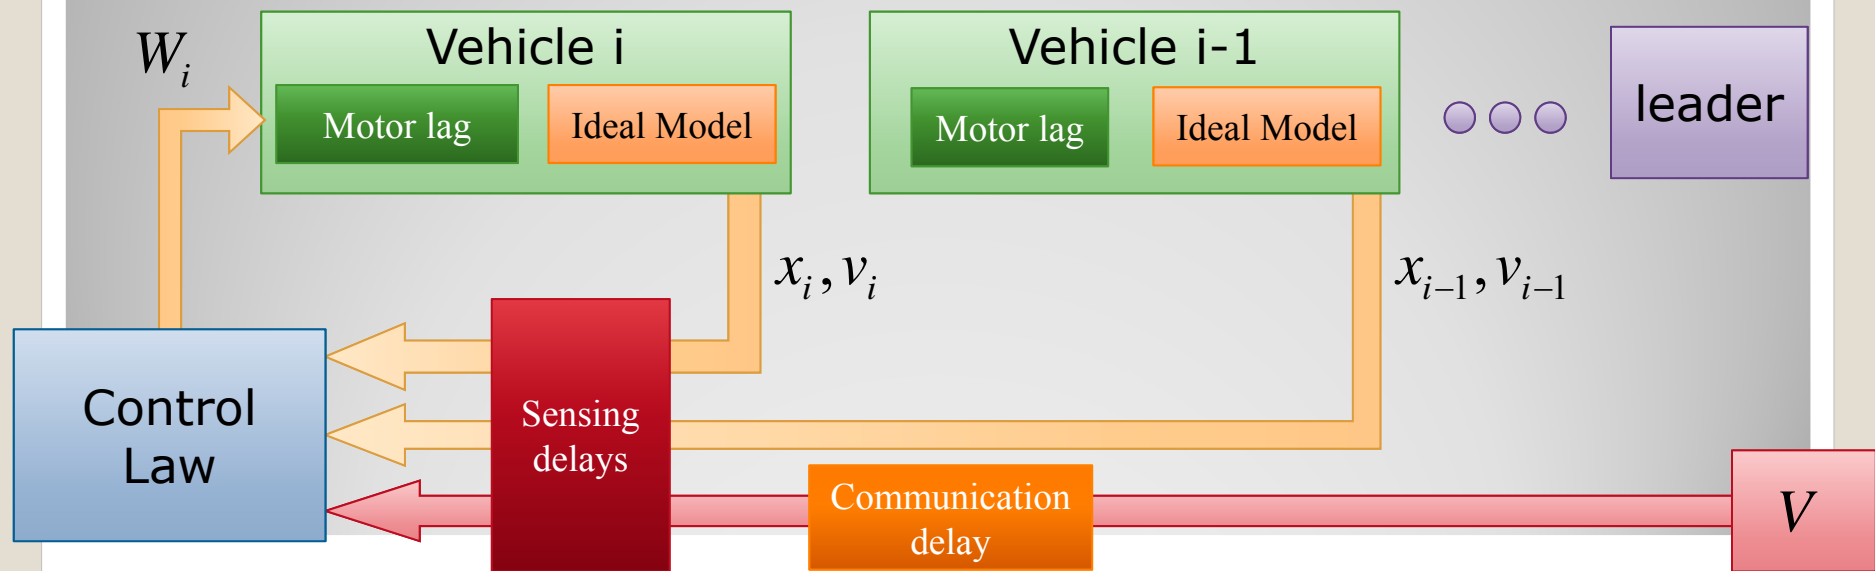 W_i
Vehicle i
Motor lag
Ideal Model
Vehicle i-1
Motor lag
Ideal Model
leader
x_i, v_i
x_{i-1}, v_{i-1}
Control
Law
Sensing
delays
Communication
delay
V